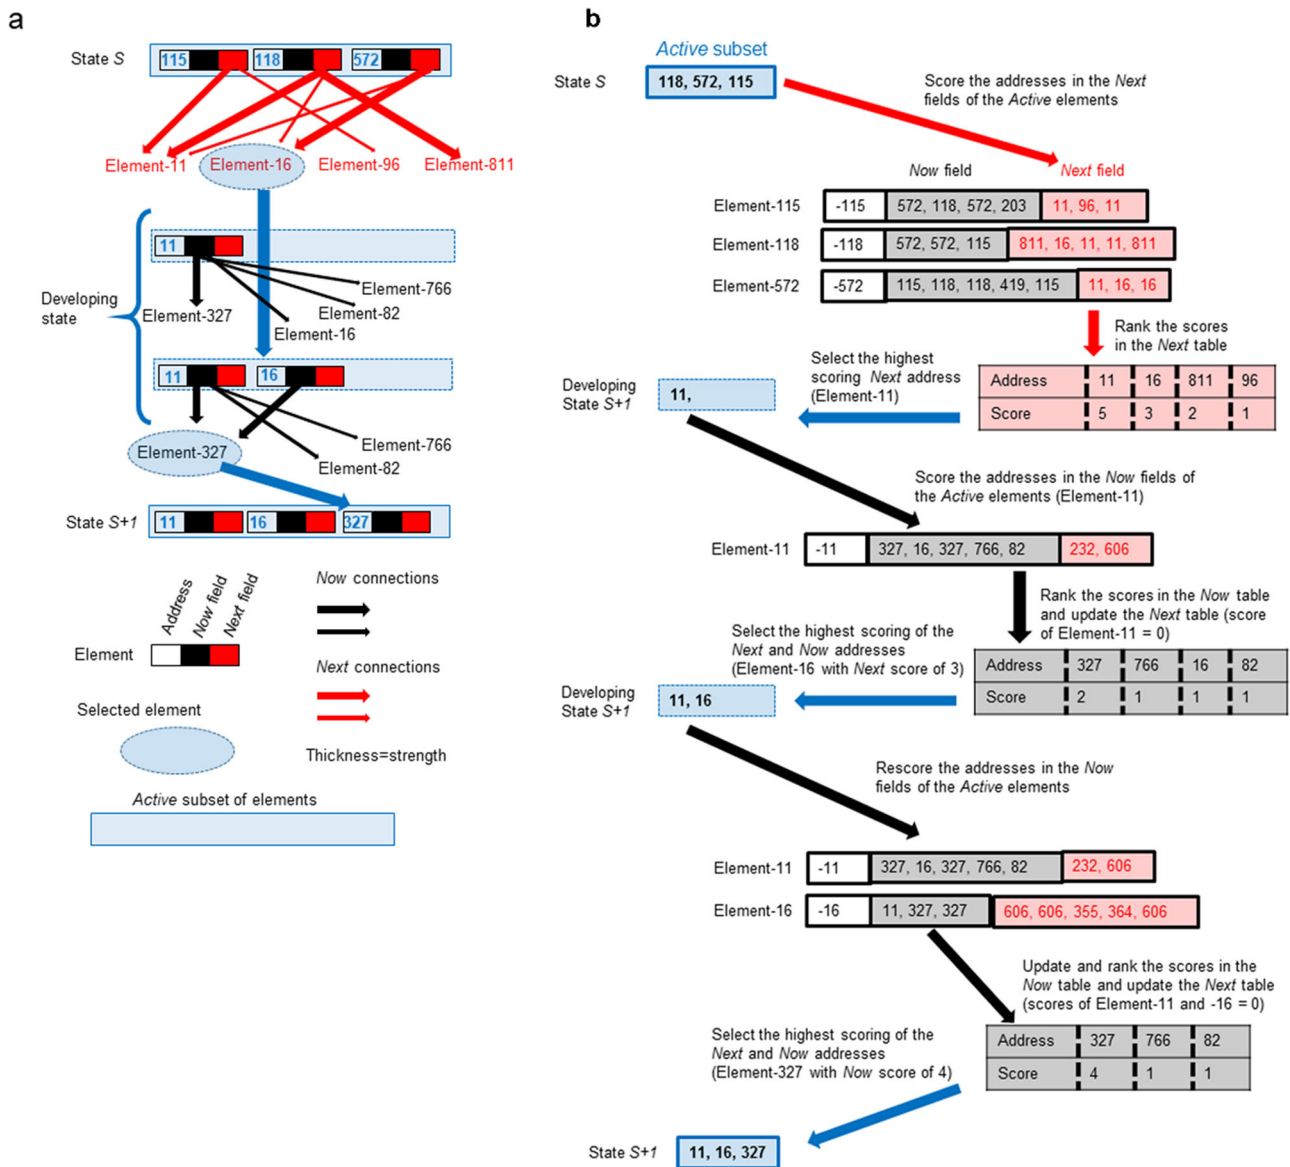 a
State S
115 118 572
Element-11 Element-16 Element-96 Element-811
11
Developing
state
Element-766
Element-82
Element-327
Element-16
11 16
Element-327
Element-766
Element-82
State S+1
11 16 327
Address
Now field
Next field
Element
Now connections
Next connections
Selected element
Thickness=strength
Active subset of elements
b
Active subset
State S
118, 572, 115
Score the addresses in the Next
fields of the Active elements
Now field Next field
Element-115 -115 572, 118, 572, 203 11, 96, 11
Element-118 -118 572, 572, 115 811, 16, 11, 11, 811
Element-572 -572 115, 118, 118, 419, 115 11, 16, 16
Rank the scores
in the Next table
Select the highest
scoring Next address
(Element-11)
Address 11 16 811 96
Score 5 3 2 1
Developing
State S+1
11,
Score the addresses in the Now fields of
the Active elements (Element-11)
Element-11 -11 327, 16, 327, 766, 82 232, 606
Rank the scores in the Now table
and update the Next table (score
of Element-11 = 0)
Select the highest scoring of the
Next and Now addresses
(Element-16 with Next score of 3)
Address 327 766 16 82
Score 2 1 1 1
Developing
State S+1
11, 16
Rescore the addresses in the Now
fields of the Active elements
Element-11 -11 327, 16, 327, 766, 82 232, 606
Element-16 -16 11, 327, 327 606, 606, 355, 364, 606
Update and rank the scores in the
Now table and update the Next table
(scores of Element-11 and -16 = 0)
Select the highest scoring of the
Next and Now addresses
(Element-327 with Now score of 4)
Address 327 766 82
Score 4 1 1
State S+1
11, 16, 327